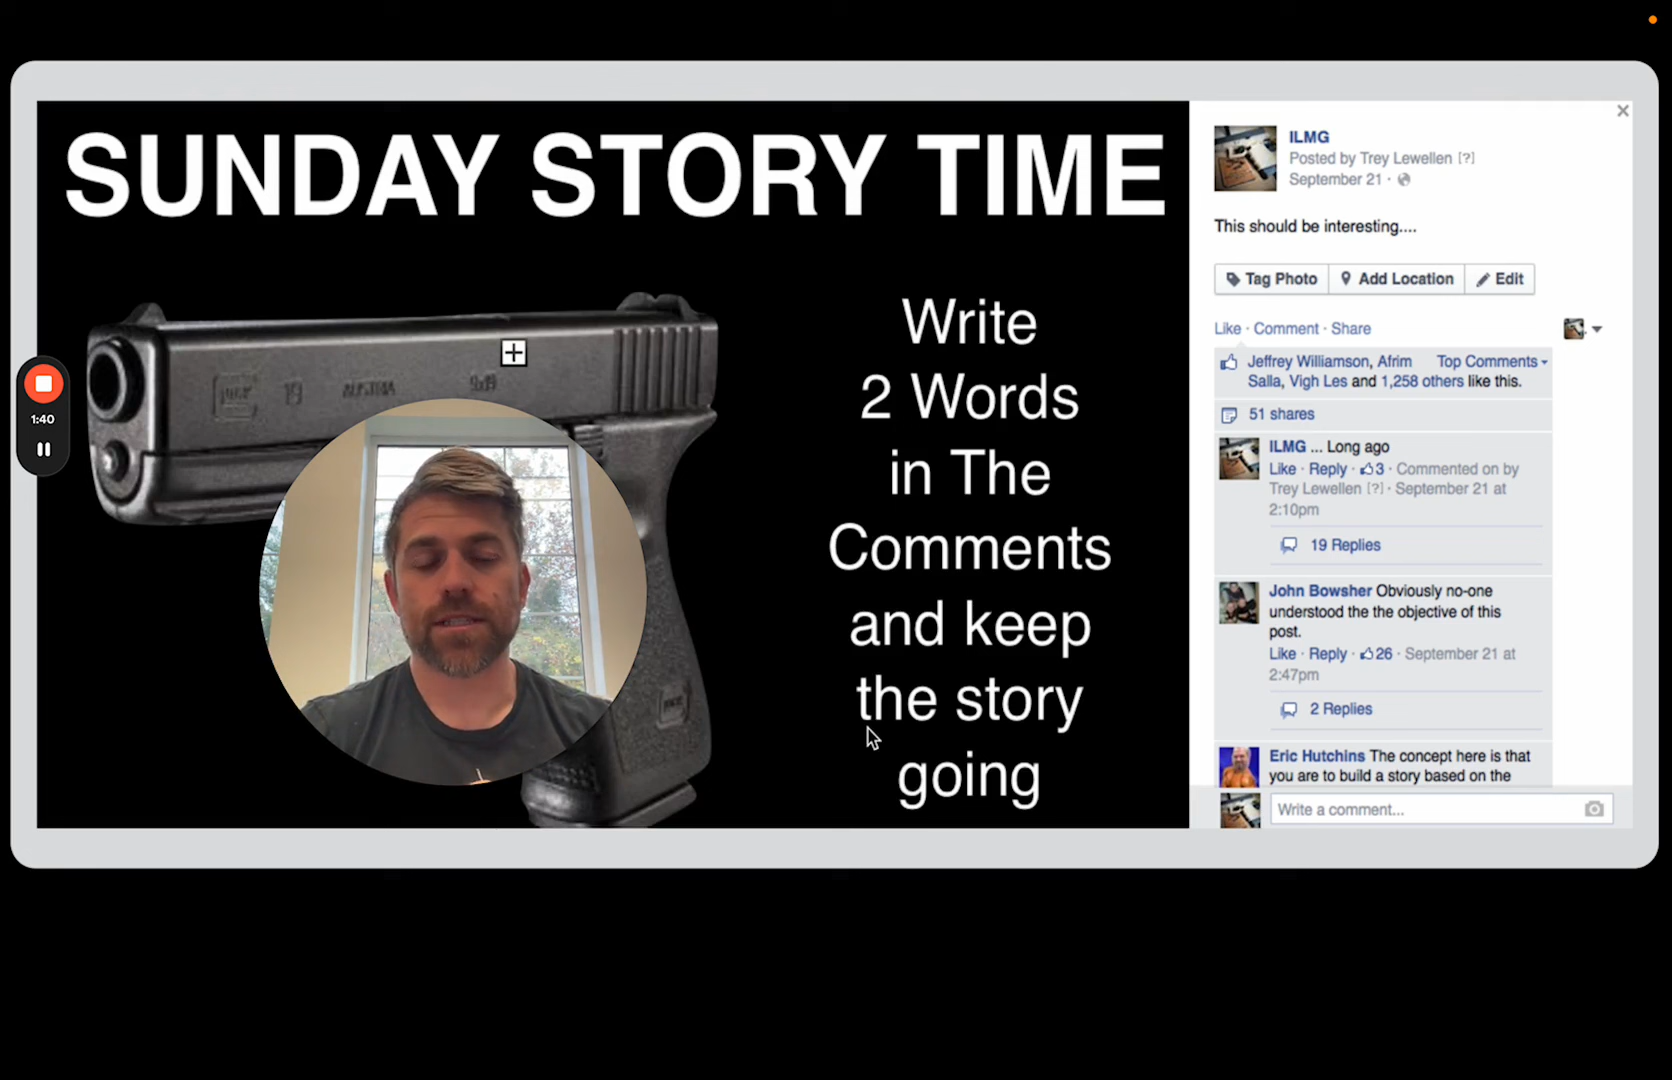 SUNDAY STORY TIME
19 AUSTRIA 9x19
Write
2 Words
in The
Comments
and keep
the story
going
1:40
ILMG
Posted by Trey Lewellen [?]
September 21 ·
This should be interesting....
Tag Photo Add Location Edit
Like · Comment · Share
Jeffrey Williamson, Afrim Top Comments
Salla, Vigh Les and 1,258 others like this.
51 shares
ILMG ... Long ago
Like · Reply · 3 · Commented on by
Trey Lewellen [?] · September 21 at
2:10pm
19 Replies
John Bowsher Obviously no-one
understood the the objective of this
post.
Like · Reply · 26 · September 21 at
2:47pm
2 Replies
Eric Hutchins The concept here is that
you are to build a story based on the
Write a comment...